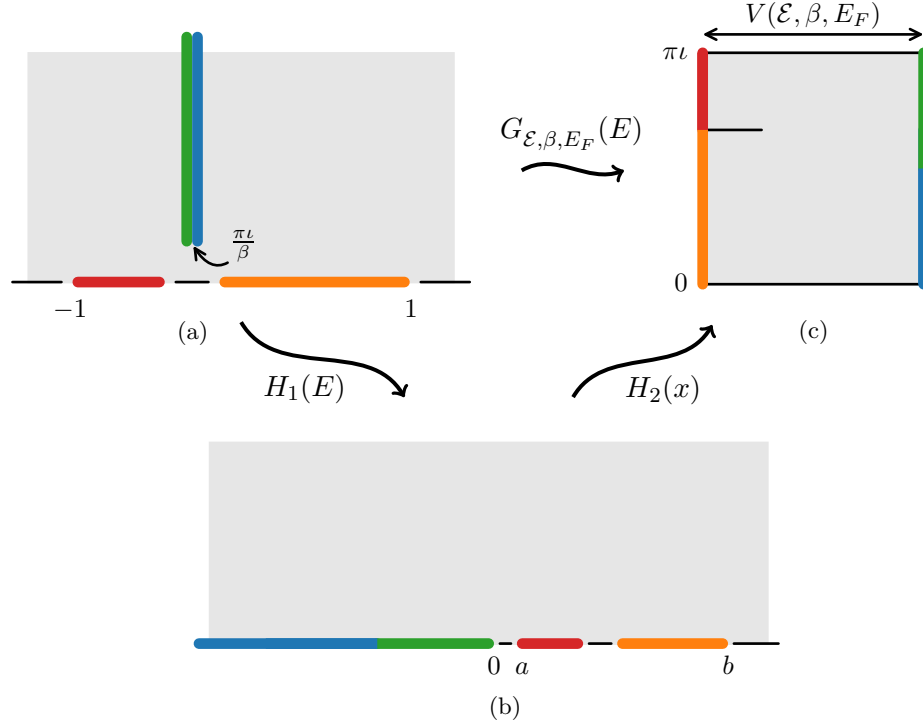 V(ℰ, β, E_F)
πι
G_{ℰ,β,E_F}(E)
πι/β
0
−1
1
(a)
(c)
H_1(E)
H_2(x)
0
a
b
(b)